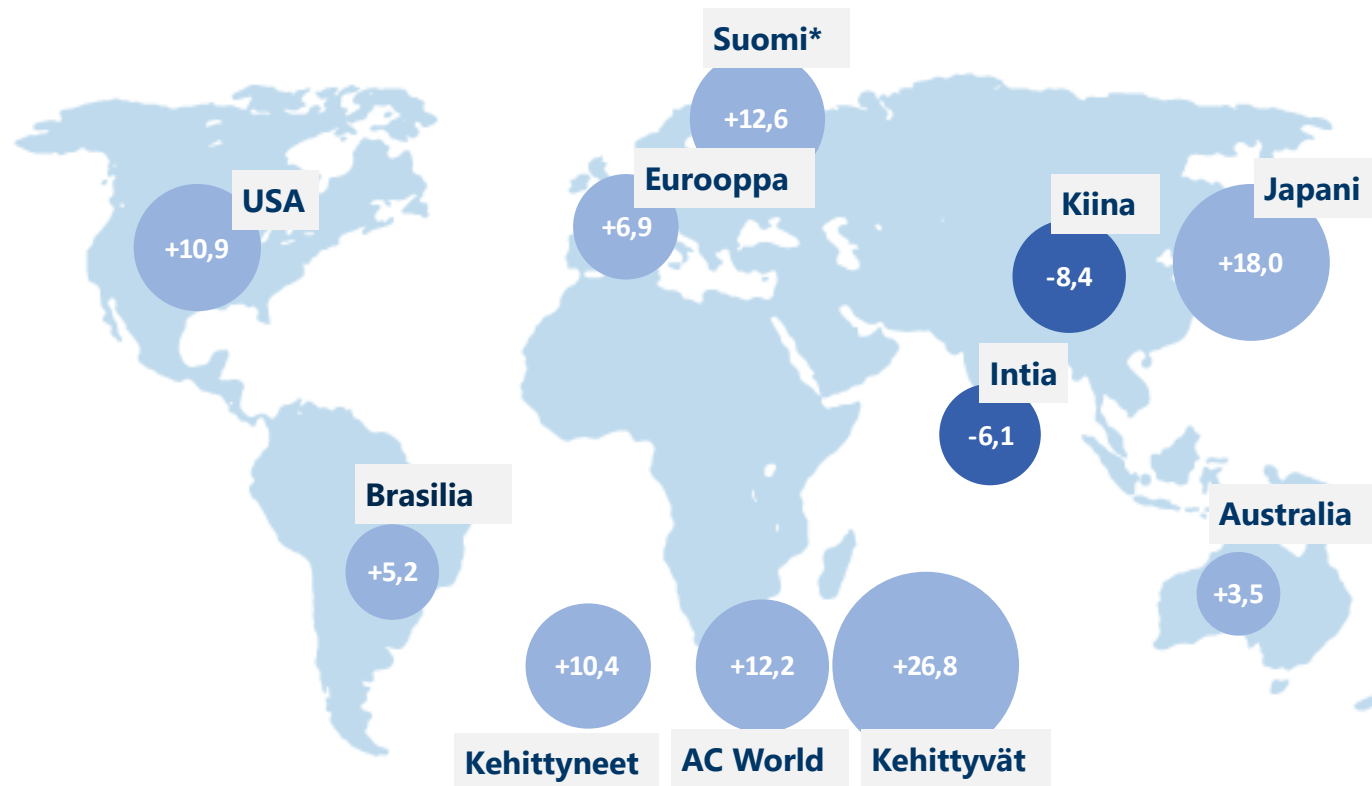 Suomi*
+12,6
Eurooppa
+6,9
USA
+10,9
Kiina
-8,4
Japani
+18,0
Intia
-6,1
Brasilia
+5,2
Australia
+3,5
+10,4
Kehittyneet
+12,2
AC World
+26,8
Kehittyvät